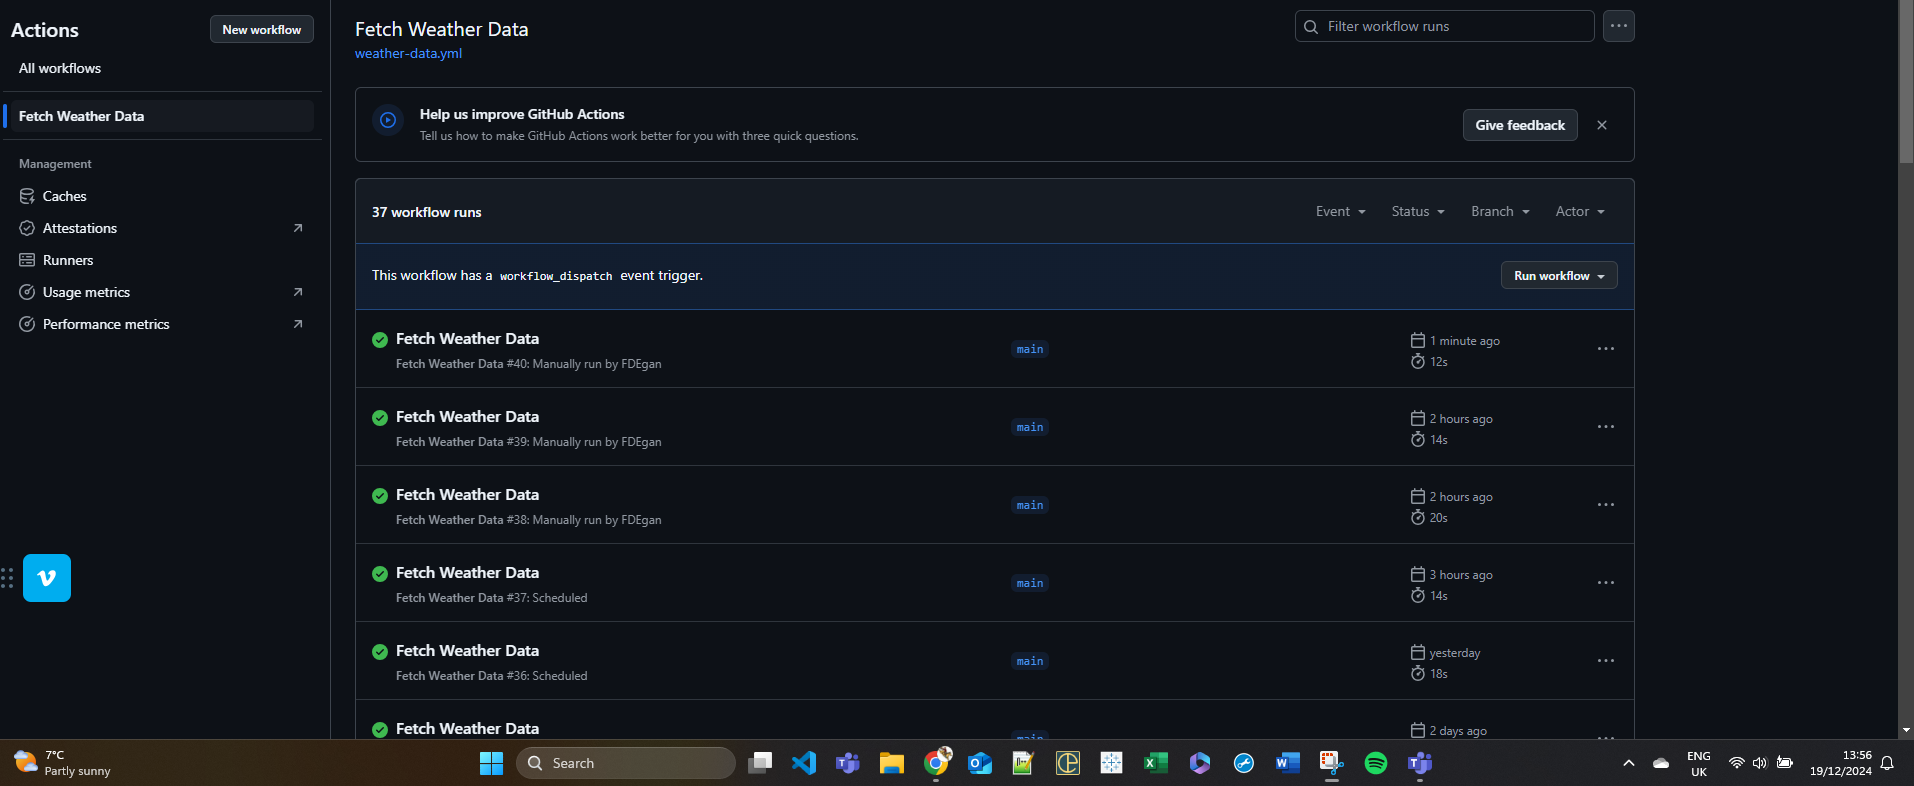 Actions
New workflow
All workflows
Fetch Weather Data
Management
Caches
Attestations
Runners
Usage metrics
Performance metrics
Fetch Weather Data
weather-data.yml
Filter workflow runs
Help us improve GitHub Actions
Tell us how to make GitHub Actions work better for you with three quick questions.
Give feedback
37 workflow runs
Event
Status
Branch
Actor
This workflow has a workflow_dispatch event trigger.
Run workflow
Fetch Weather Data
Fetch Weather Data #40: Manually run by FDEgan
main
1 minute ago
12s
Fetch Weather Data
Fetch Weather Data #39: Manually run by FDEgan
main
2 hours ago
14s
Fetch Weather Data
Fetch Weather Data #38: Manually run by FDEgan
main
2 hours ago
20s
Fetch Weather Data
Fetch Weather Data #37: Scheduled
main
3 hours ago
14s
Fetch Weather Data
Fetch Weather Data #36: Scheduled
main
yesterday
18s
Fetch Weather Data
main
2 days ago
7°C
Partly sunny
Search
ENG
UK
13:56
19/12/2024